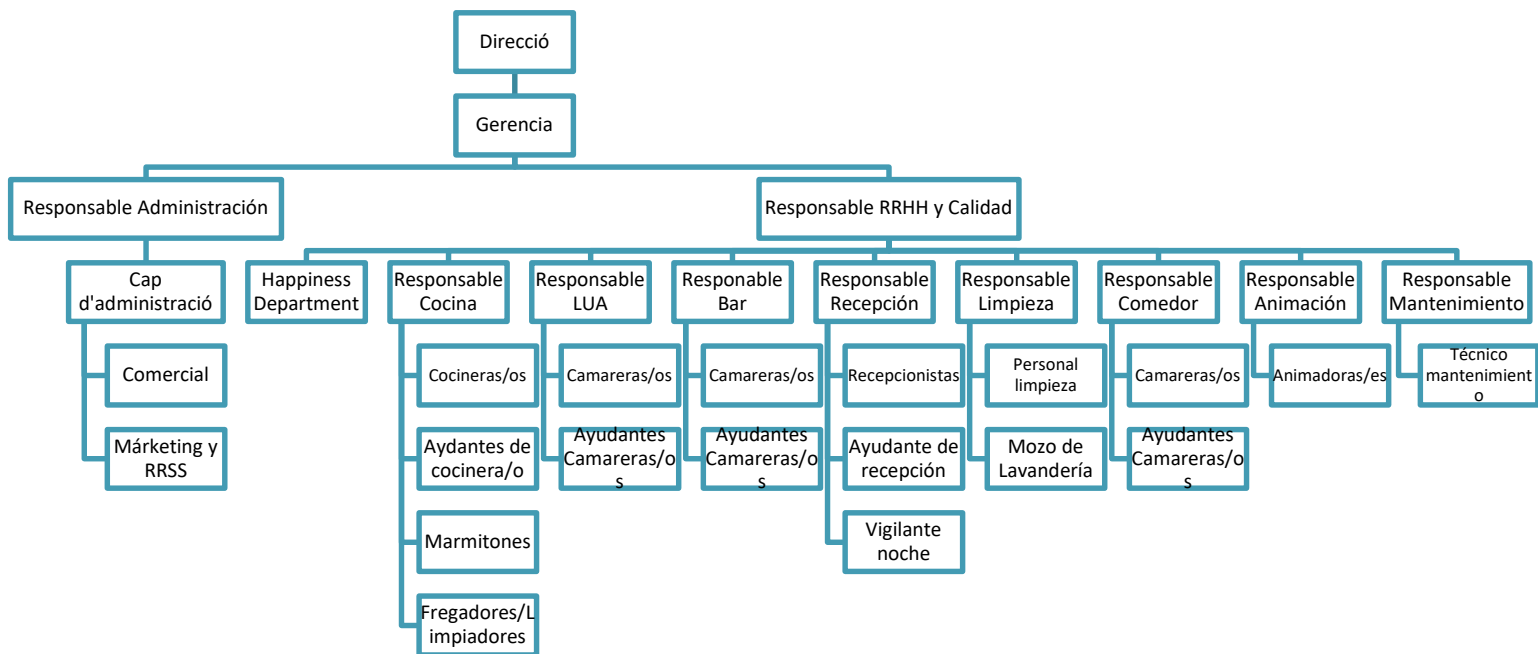 Direcció
Gerencia
Responsable Administración
Responsable RRHH y Calidad
Cap
d'administració
Happiness
Department
Responsable
Cocina
Responsable
LUA
Responable
Bar
Responsable
Recepción
Responsable
Limpieza
Responsable
Comedor
Responsable
Animación
Responsable
Mantenimiento
Comercial
Márketing y
RRSS
Cocineras/os
Aydantes de
cocinera/o
Marmitones
Fregadores/L
impiadores
Camareras/os
Ayudantes
Camareras/o
s
Camareras/os
Ayudantes
Camareras/o
s
Recepcionistas
Ayudante de
recepción
Vigilante
noche
Personal
limpieza
Mozo de
Lavandería
Camareras/os
Ayudantes
Camareras/o
s
Animadoras/es
Técnico
mantenimient
o